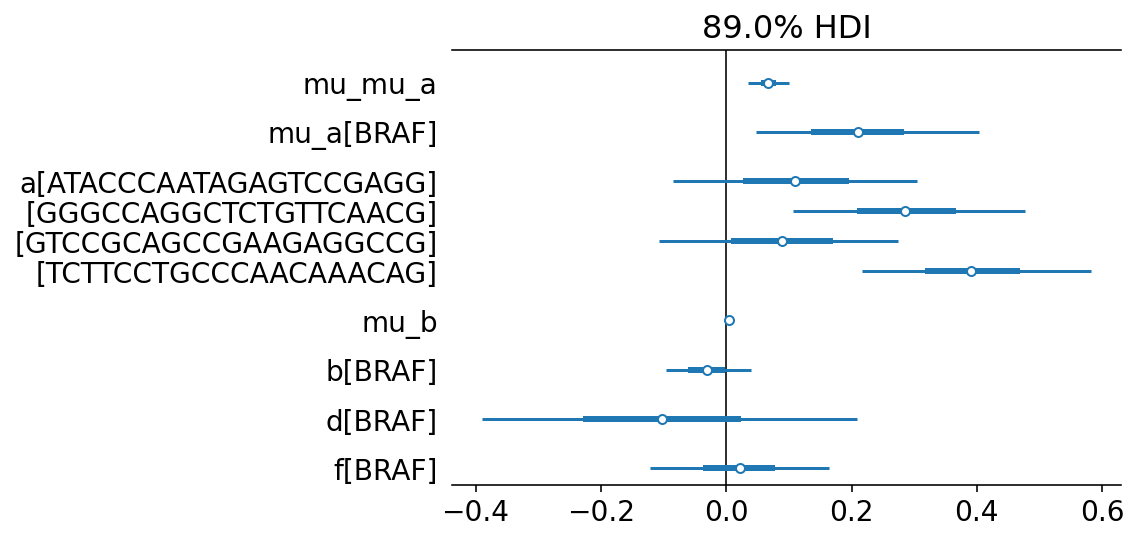 89.0% HDI
mu_mu_a
mu_a[BRAF]
a[ATACCCAATAGAGTCCGAGG]
[GGGCCAGGCTCTGTTCAACG]
[GTCCGCAGCCGAAGAGGCCG]
[TCTTCCTGCCCAACAAACAG]
mu_b
b[BRAF]
d[BRAF]
f[BRAF]
−0.4 −0.2 0.0 0.2 0.4 0.6